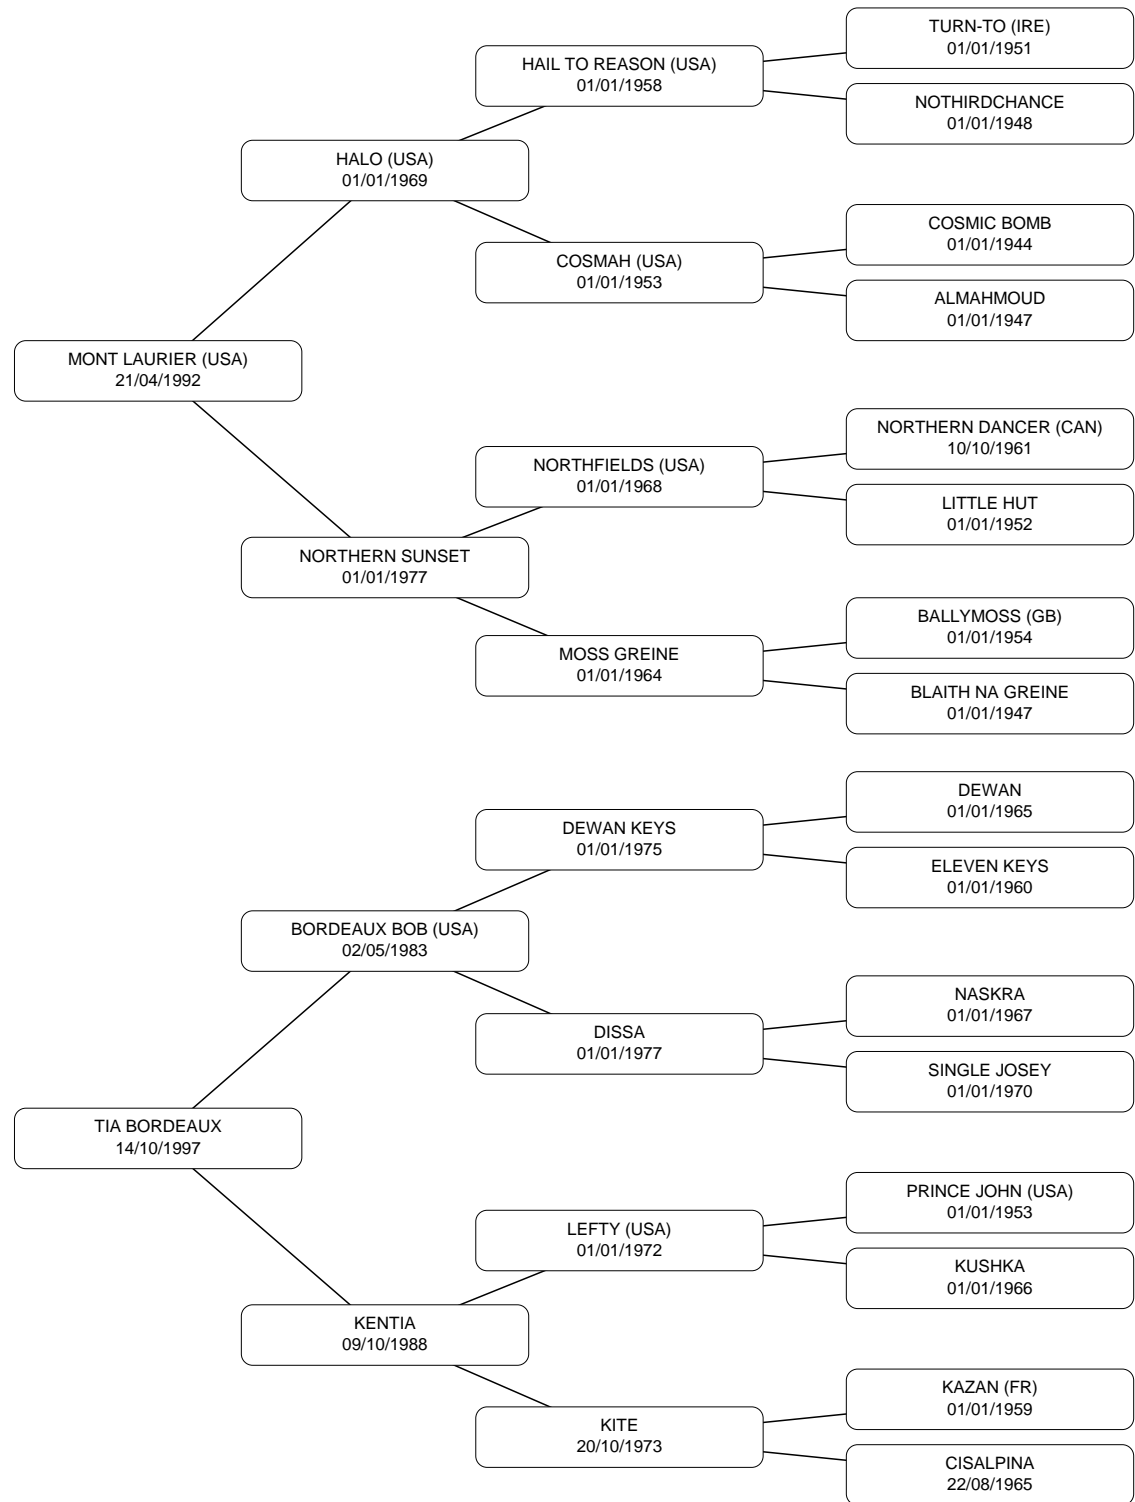 TURN-TO (IRE)
01/01/1951
HAIL TO REASON (USA)
01/01/1958
NOTHIRDCHANCE
01/01/1948
HALO (USA)
01/01/1969
COSMIC BOMB
01/01/1944
COSMAH (USA)
01/01/1953
ALMAHMOUD
01/01/1947
MONT LAURIER (USA)
21/04/1992
NORTHERN DANCER (CAN)
10/10/1961
NORTHFIELDS (USA)
01/01/1968
LITTLE HUT
01/01/1952
NORTHERN SUNSET
01/01/1977
BALLYMOSS (GB)
01/01/1954
MOSS GREINE
01/01/1964
BLAITH NA GREINE
01/01/1947
DEWAN
01/01/1965
DEWAN KEYS
01/01/1975
ELEVEN KEYS
01/01/1960
BORDEAUX BOB (USA)
02/05/1983
NASKRA
01/01/1967
DISSA
01/01/1977
SINGLE JOSEY
01/01/1970
TIA BORDEAUX
14/10/1997
PRINCE JOHN (USA)
01/01/1953
LEFTY (USA)
01/01/1972
KUSHKA
01/01/1966
KENTIA
09/10/1988
KAZAN (FR)
01/01/1959
KITE
20/10/1973
CISALPINA
22/08/1965